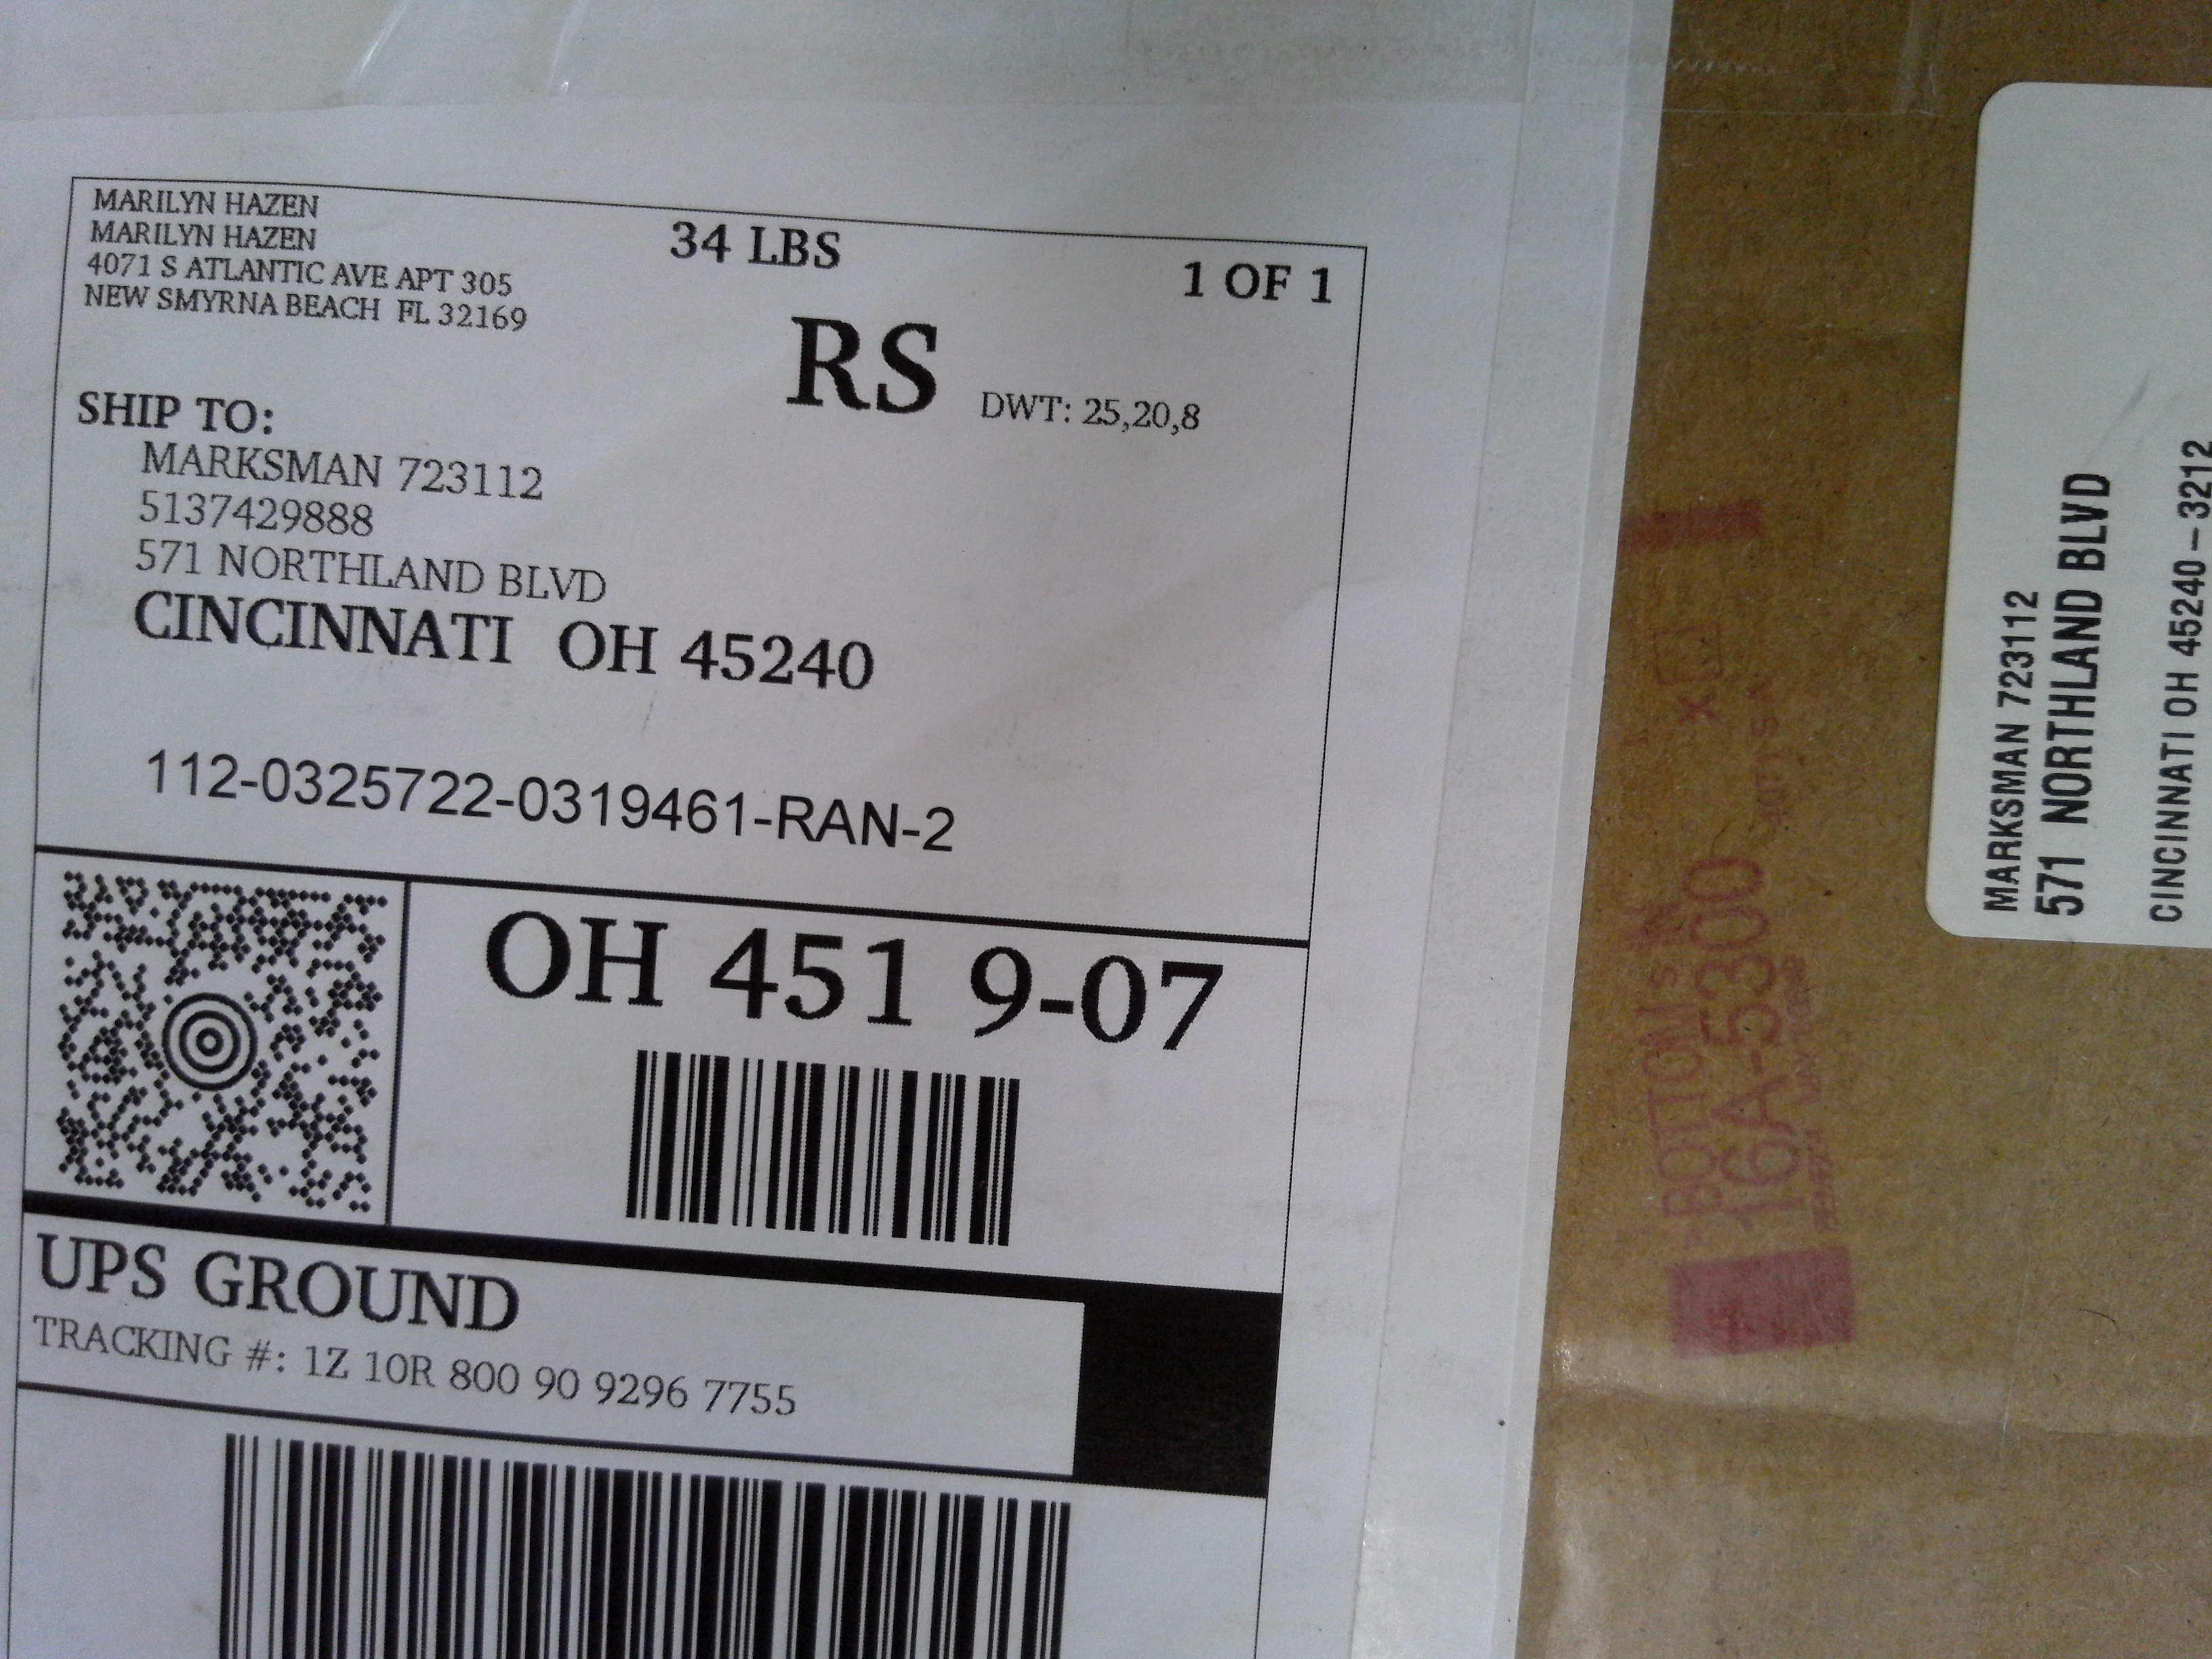 MARILYN HAZEN
MARILYN HAZEN
4071 S ATLANTIC AVE APT 305
NEW SMYRNA BEACH FL 32169
34 LBS
1 OF 1
RS
DWT: 25,20,8
SHIP TO:
MARKSMAN 723112
5137429888
571 NORTHLAND BLVD
CINCINNATI OH 45240
112-0325722-0319461-RAN-2
OH 451 9-07
UPS GROUND
TRACKING #: 1Z 10R 800 90 9296 7755
16A-5300
MARKSMAN 723112
571 NORTHLAND BLVD
CINCINNATI OH 45240-3212